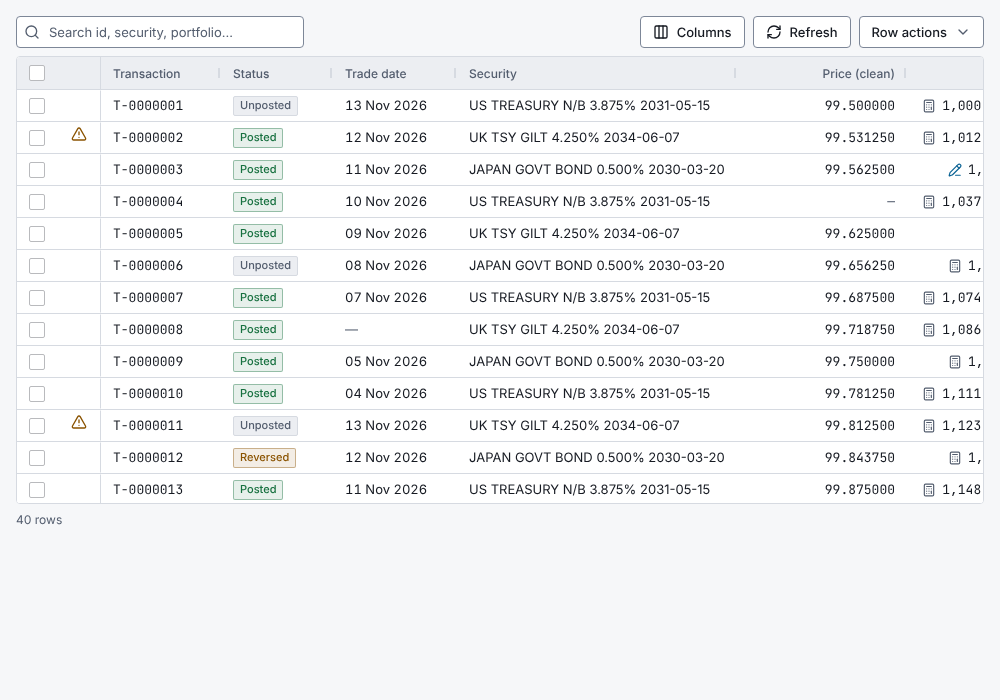 Search id, security, portfolio... Columns Refresh Row actions
Transaction Status Trade date Security Price (clean)
T-0000001 Unposted 13 Nov 2026 US TREASURY N/B 3.875% 2031-05-15 99.500000 1,000
T-0000002 Posted 12 Nov 2026 UK TSY GILT 4.250% 2034-06-07 99.531250 1,012
T-0000003 Posted 11 Nov 2026 JAPAN GOVT BOND 0.500% 2030-03-20 99.562500 1,
T-0000004 Posted 10 Nov 2026 US TREASURY N/B 3.875% 2031-05-15 – 1,037
T-0000005 Posted 09 Nov 2026 UK TSY GILT 4.250% 2034-06-07 99.625000
T-0000006 Unposted 08 Nov 2026 JAPAN GOVT BOND 0.500% 2030-03-20 99.656250 1,
T-0000007 Posted 07 Nov 2026 US TREASURY N/B 3.875% 2031-05-15 99.687500 1,074
T-0000008 Posted — UK TSY GILT 4.250% 2034-06-07 99.718750 1,086
T-0000009 Posted 05 Nov 2026 JAPAN GOVT BOND 0.500% 2030-03-20 99.750000 1,
T-0000010 Posted 04 Nov 2026 US TREASURY N/B 3.875% 2031-05-15 99.781250 1,111
T-0000011 Unposted 13 Nov 2026 UK TSY GILT 4.250% 2034-06-07 99.812500 1,123
T-0000012 Reversed 12 Nov 2026 JAPAN GOVT BOND 0.500% 2030-03-20 99.843750 1,
T-0000013 Posted 11 Nov 2026 US TREASURY N/B 3.875% 2031-05-15 99.875000 1,148
40 rows